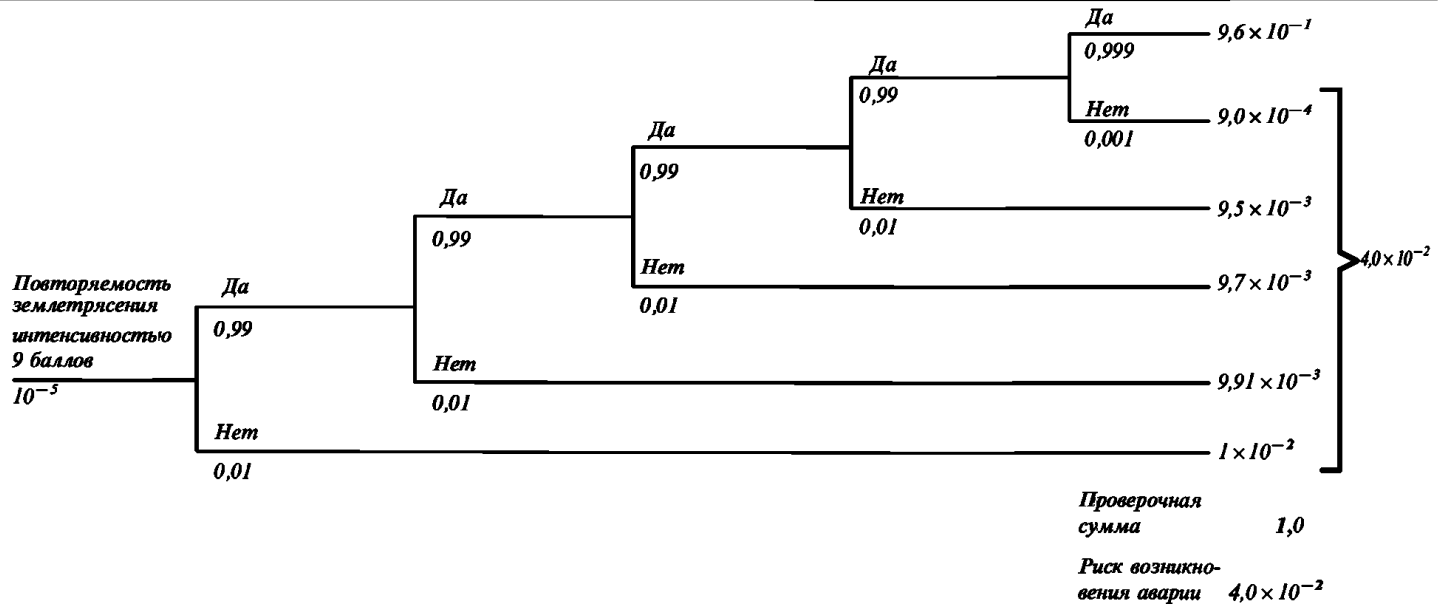 Да
9,6 × 10⁻¹
0,999
Да
0,99
Нет
9,0 × 10⁻⁴
0,001
Да
0,99
Нет
9,5 × 10⁻³
0,01
Да
0,99
Нет
9,7 × 10⁻³
0,01
4,0 × 10⁻²
Повторяемость
землетрясения
интенсивностью
9 баллов
10⁻⁵
Да
0,99
Нет
9,91 × 10⁻³
0,01
Нет
1 × 10⁻²
0,01
Проверочная
сумма 1,0
Риск возникно-
вения аварии 4,0 × 10⁻²